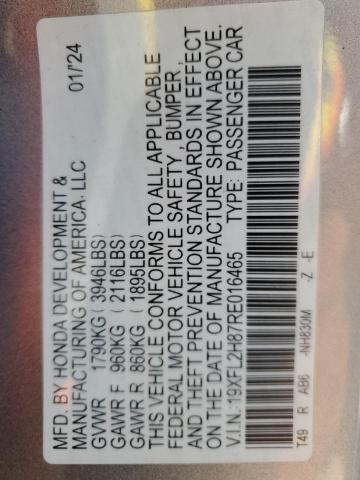 MFD. BY HONDA DEVELOPMENT &
MANUFACTURING OF AMERICA, LLC 01/'24
GVWR 1790KG (3946LBS)
GAWR F 960KG (2116LBS)
GAWR R 860KG (1895LBS)
THIS VEHICLE CONFORMS TO ALL APPLICABLE
FEDERAL MOTOR VEHICLE SAFETY, BUMPER,
AND THEFT PREVENTION STANDARDS IN EFFECT
ON THE DATE OF MANUFACTURE SHOWN ABOVE.
V.I.N.: 19XFL2H87RE016465 TYPE: PASSENGER CAR
T49 R AB6 -NH830M -Z -E